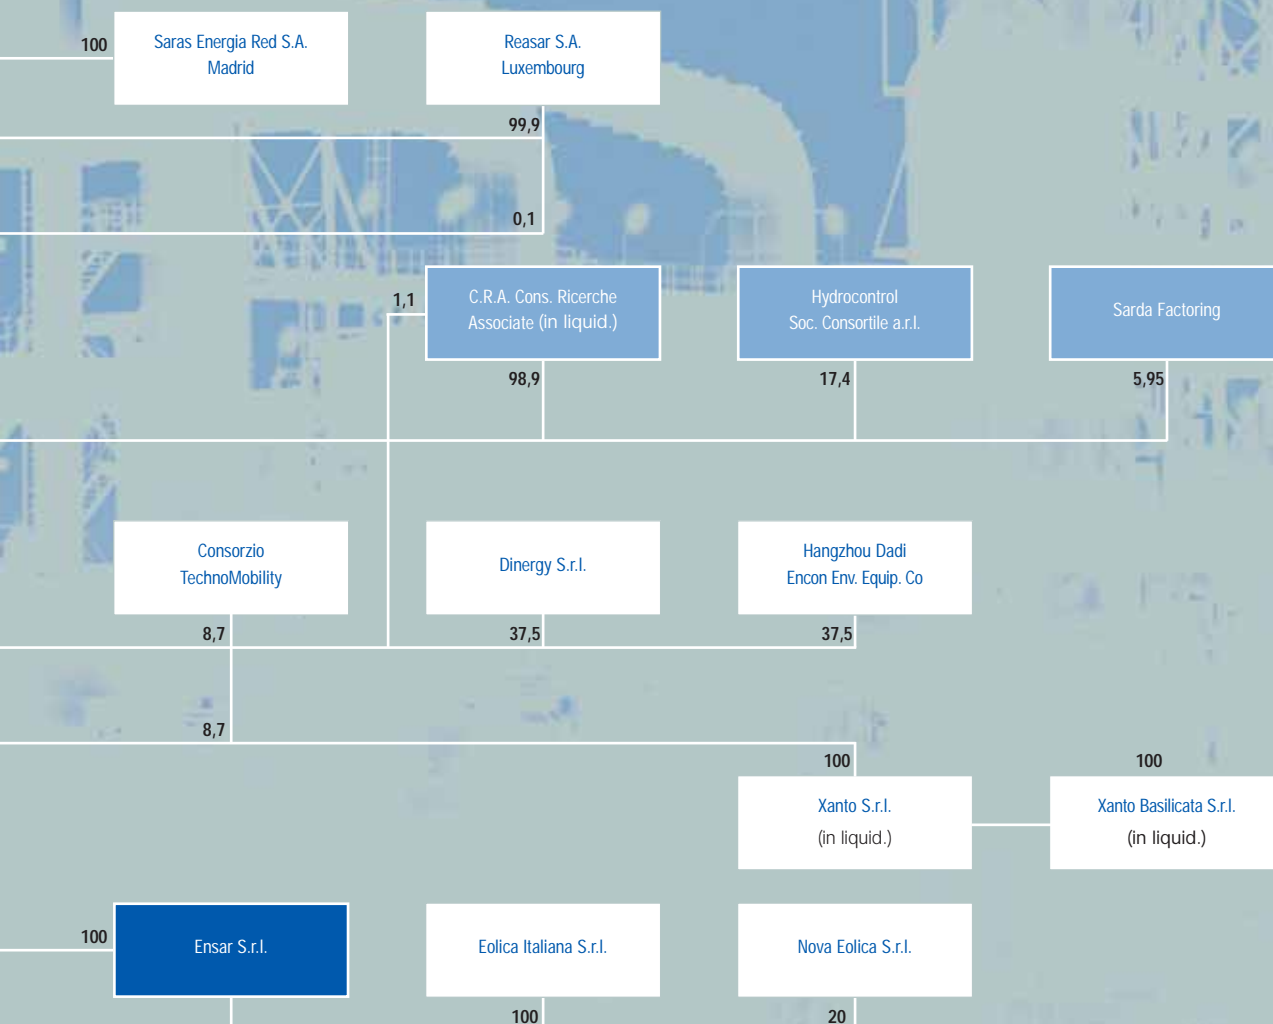 100
Saras Energia Red S.A.
Madrid
Reasar S.A.
Luxembourg
99,9
0,1
1,1
C.R.A. Cons. Ricerche
Associate (in liquid.)
Hydrocontrol
Soc. Consortile a.r.l.
Sarda Factoring
98,9
17,4
5,95
Consorzio
TechnoMobility
Dinergy S.r.l.
Hangzhou Dadi
Encon Env. Equip. Co
8,7
37,5
37,5
8,7
100
100
Xanto S.r.l.
(in liquid.)
Xanto Basilicata S.r.l.
(in liquid.)
100
Ensar S.r.l.
Eolica Italiana S.r.l.
Nova Eolica S.r.l.
100
20